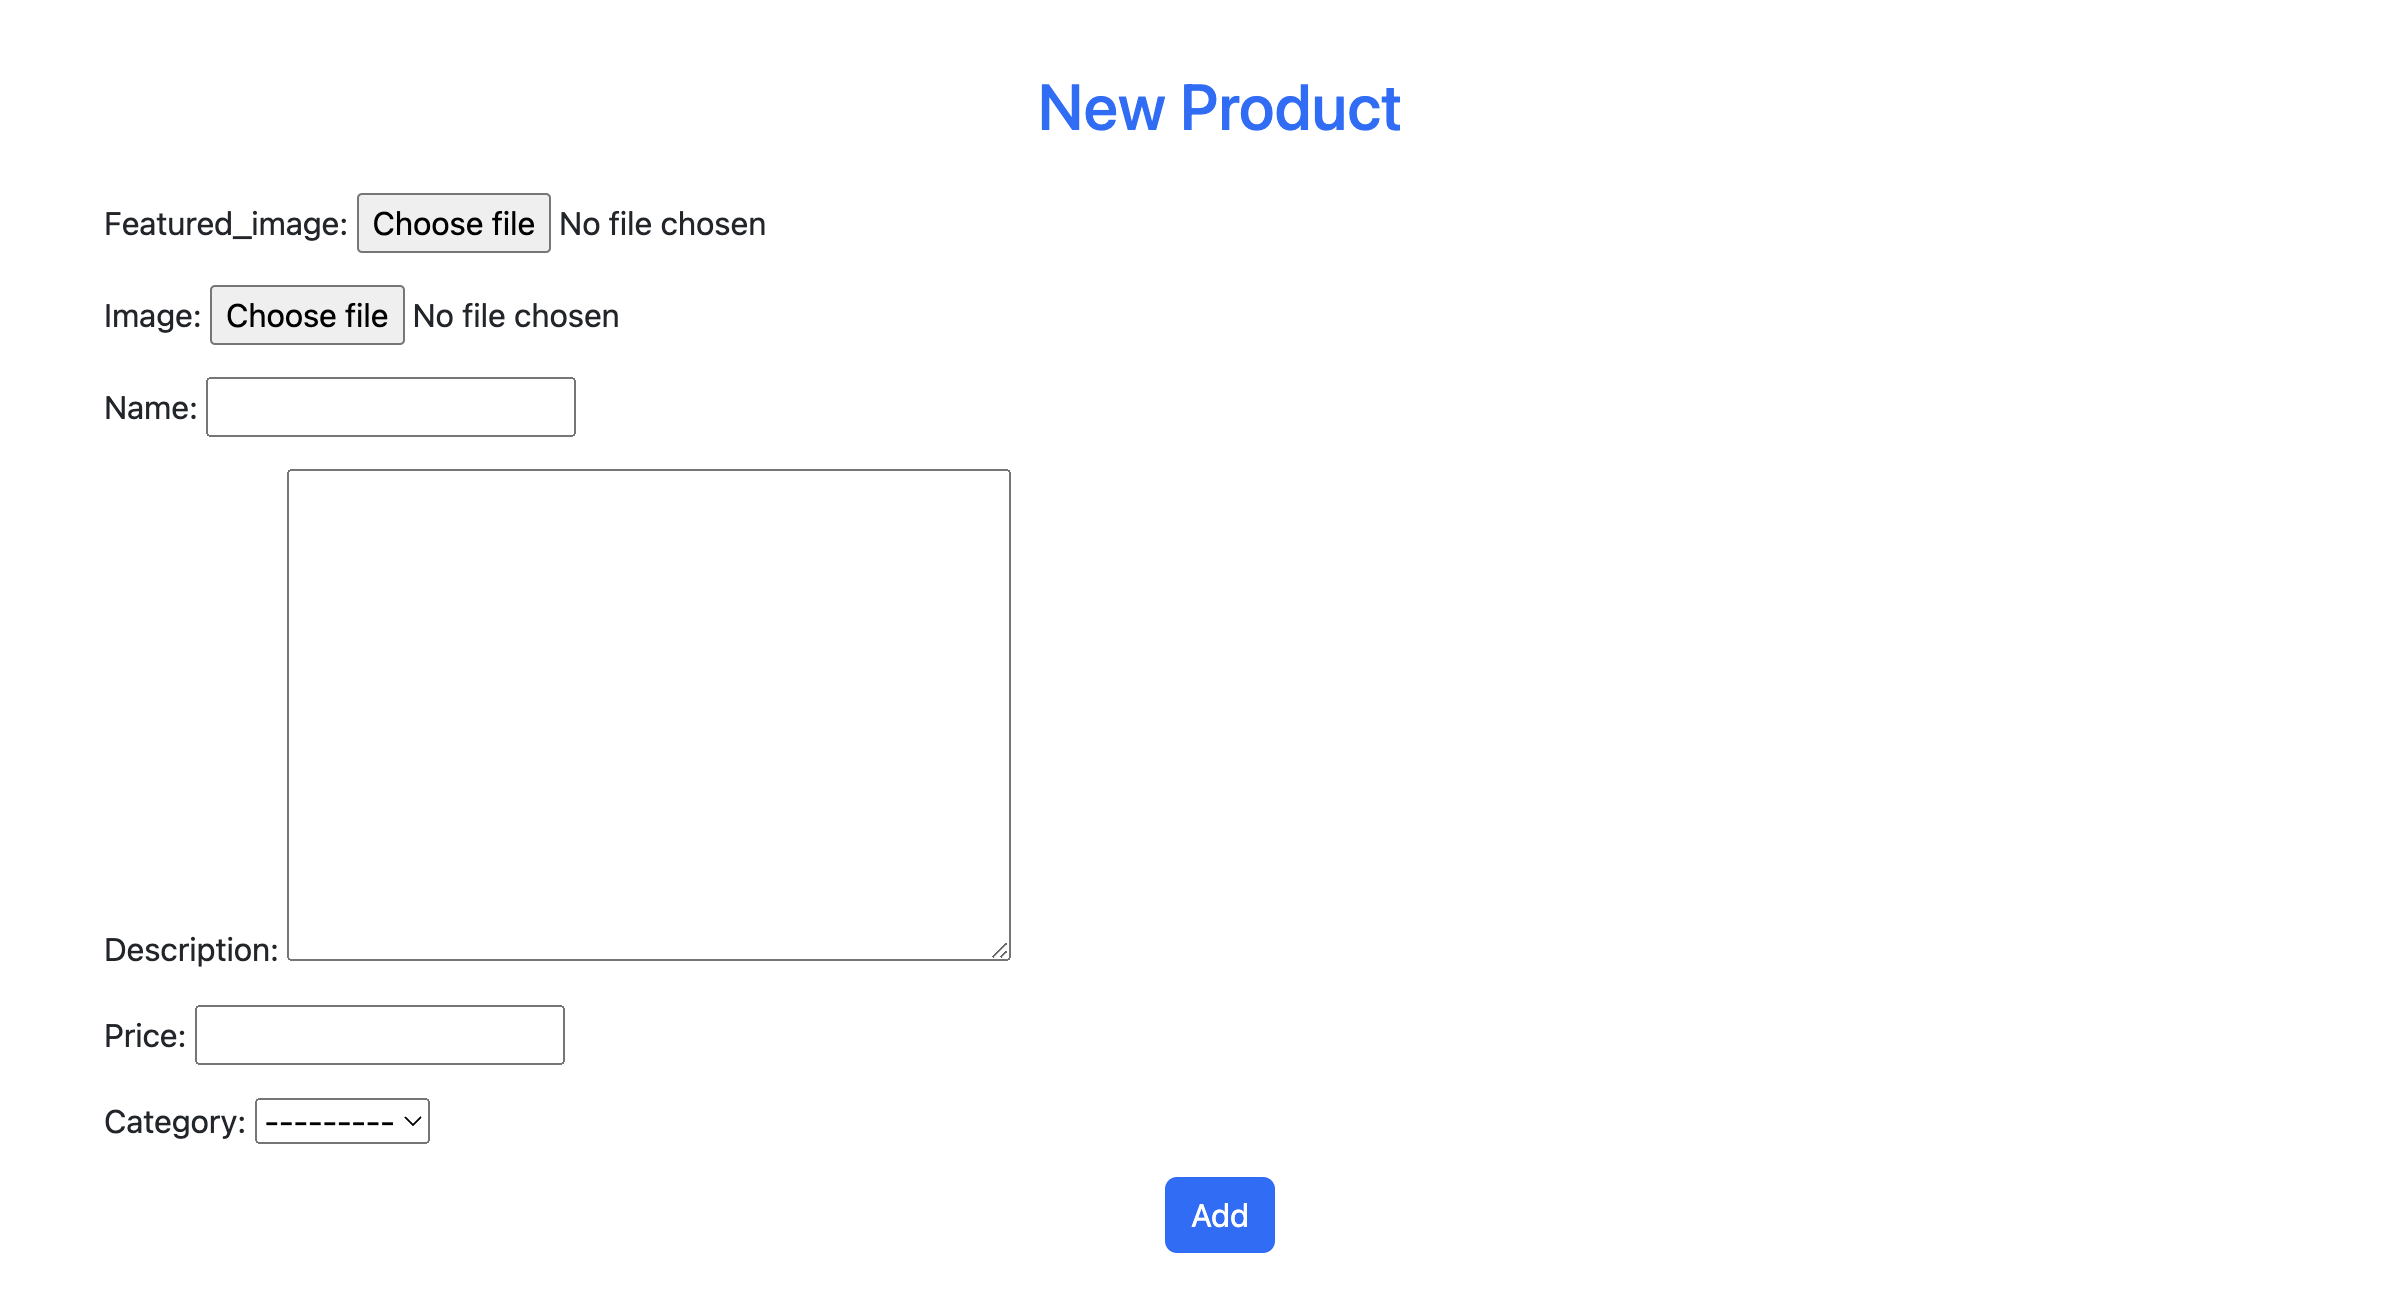 New Product
Featured_image: Choose file No file chosen
Image: Choose file No file chosen
Name:
Description:
Price:
Category: ---------
Add